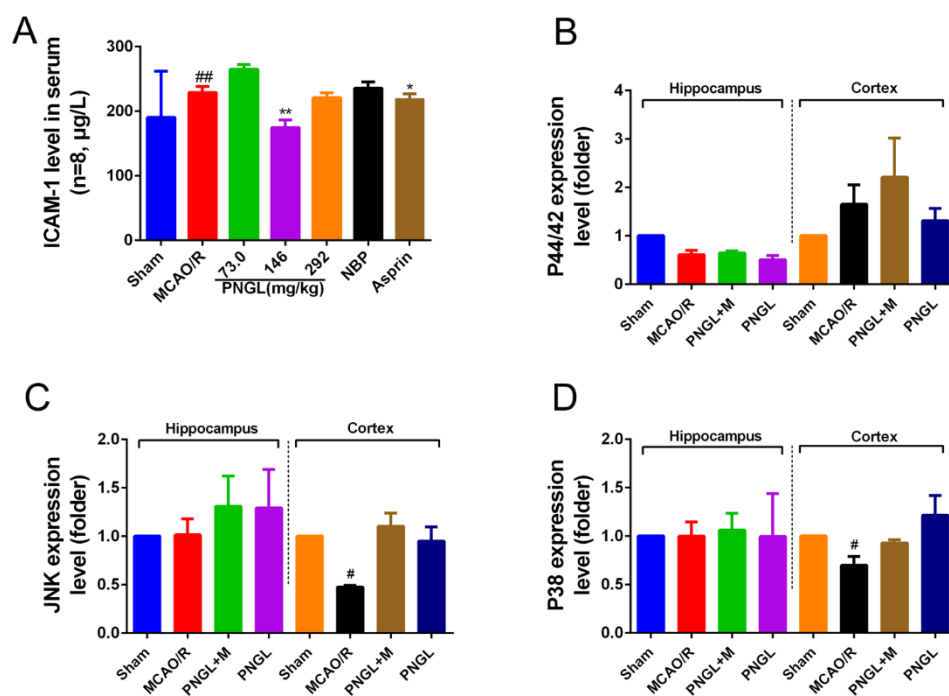 A
ICAM-1 level in serum
(n=8, μg/L)
300
200
100
0
##
**
*
Sham
MCAO/R
73.0
146
292
PNGL(mg/kg)
NBP
Asprin
B
P44/42 expression
level (folder)
4
3
2
1
0
Hippocampus
Cortex
Sham
MCAO/R
PNGL+M
PNGL
Sham
MCAO/R
PNGL+M
PNGL
C
JNK expression
level (folder)
2.0
1.5
1.0
0.5
0.0
Hippocampus
Cortex
#
Sham
MCAO/R
PNGL+M
PNGL
Sham
MCAO/R
PNGL+M
PNGL
D
P38 expression
level (folder)
2.0
1.5
1.0
0.5
0.0
Hippocampus
Cortex
#
Sham
MCAO/R
PNGL+M
PNGL
Sham
MCAO/R
PNGL+M
PNGL